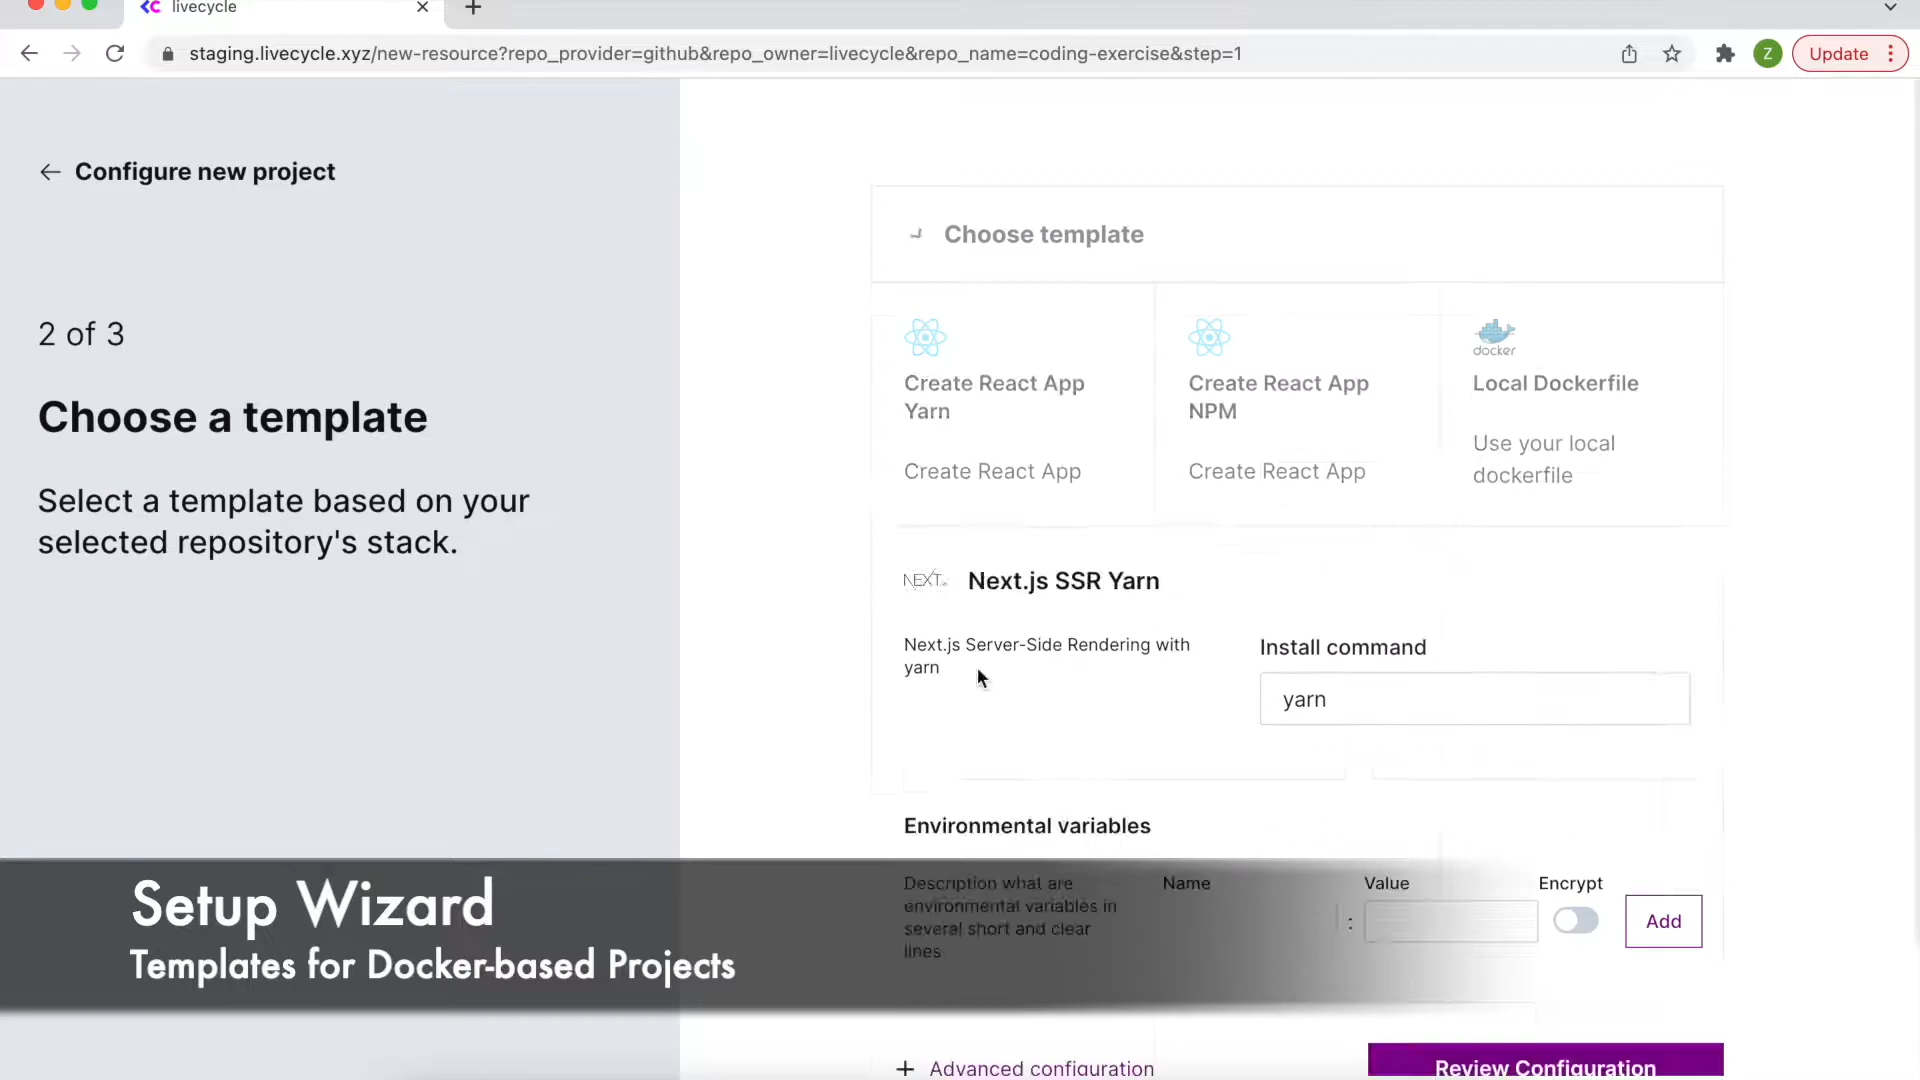 livecycle
staging.livecycle.xyz/new-resource?repo_provider=github&repo_owner=livecycle&repo_name=coding-exercise&step=1
Z
Update
Configure new project
2 of 3
Choose a template
Select a template based on your
selected repository's stack.
Choose template
Create React App
Yarn
Create React App
Create React App
NPM
Create React App
docker
Local Dockerfile
Use your local
dockerfile
NEXT.
Next.js SSR Yarn
Next.js Server-Side Rendering with
yarn
Install command
yarn
Environmental variables
Description what are
environmental variables in
several short and clear
lines
Name
Value
Encrypt
:
Add
Setup Wizard
Templates for Docker-based Projects
+ Advanced configuration
Review Configuration